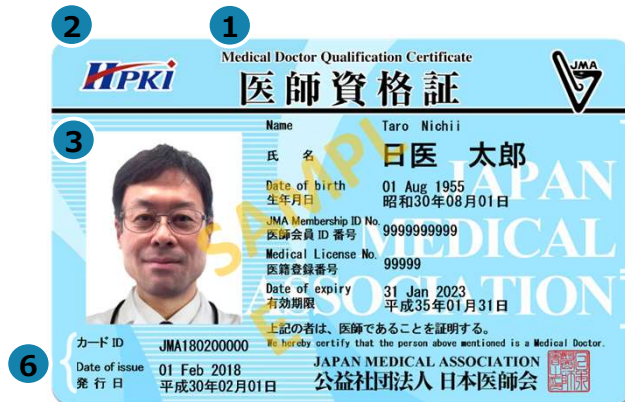 2
1
Medical Doctor Qualification Certificate
HPKI
医師資格証
JMA
3
Name Taro Nichii
氏 名 日医 太郎
Date of birth 01 Aug 1955
生年月日 昭和30年08月01日
JMA Membership ID No.
医師会員 ID 番号 9999999999
Medical License No.
医籍登録番号 99999
Date of expiry 31 Jan 2023
有効期限 平成35年01月31日
JAPAN
MEDICAL
ASSOCIATION
SAMPLE
上記の者は、医師であることを証明する。
We hereby certify that the person above mentioned is a Medical Doctor.
6
カード ID JMA180200000
Date of issue 01 Feb 2018
発行日 平成30年02月01日
JAPAN MEDICAL ASSOCIATION
公益社団法人 日本医師会